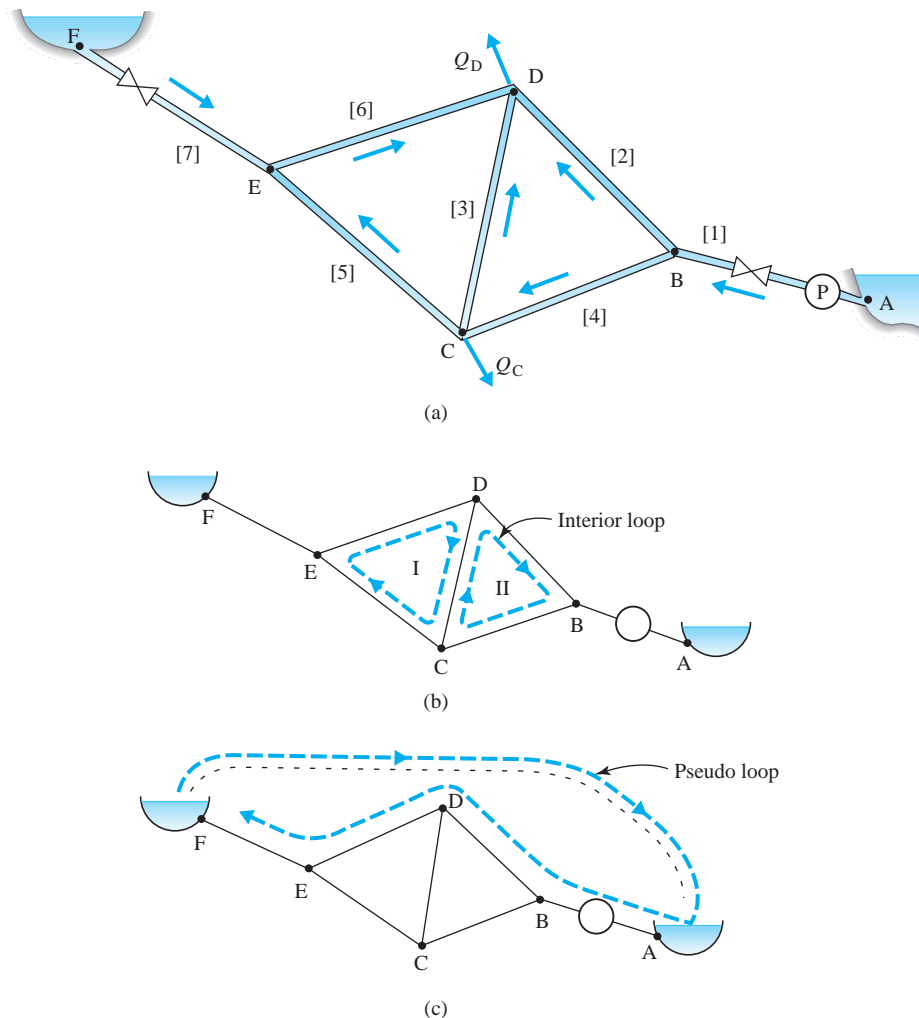 F
Q_D
D
[6]
[7]
[2]
E
[3]
[1]
[5]
B
P
A
[4]
C
Q_C
(a)
D
F
Interior loop
E
I
II
B
A
C
(b)
Pseudo loop
D
F
E
B
A
C
(c)